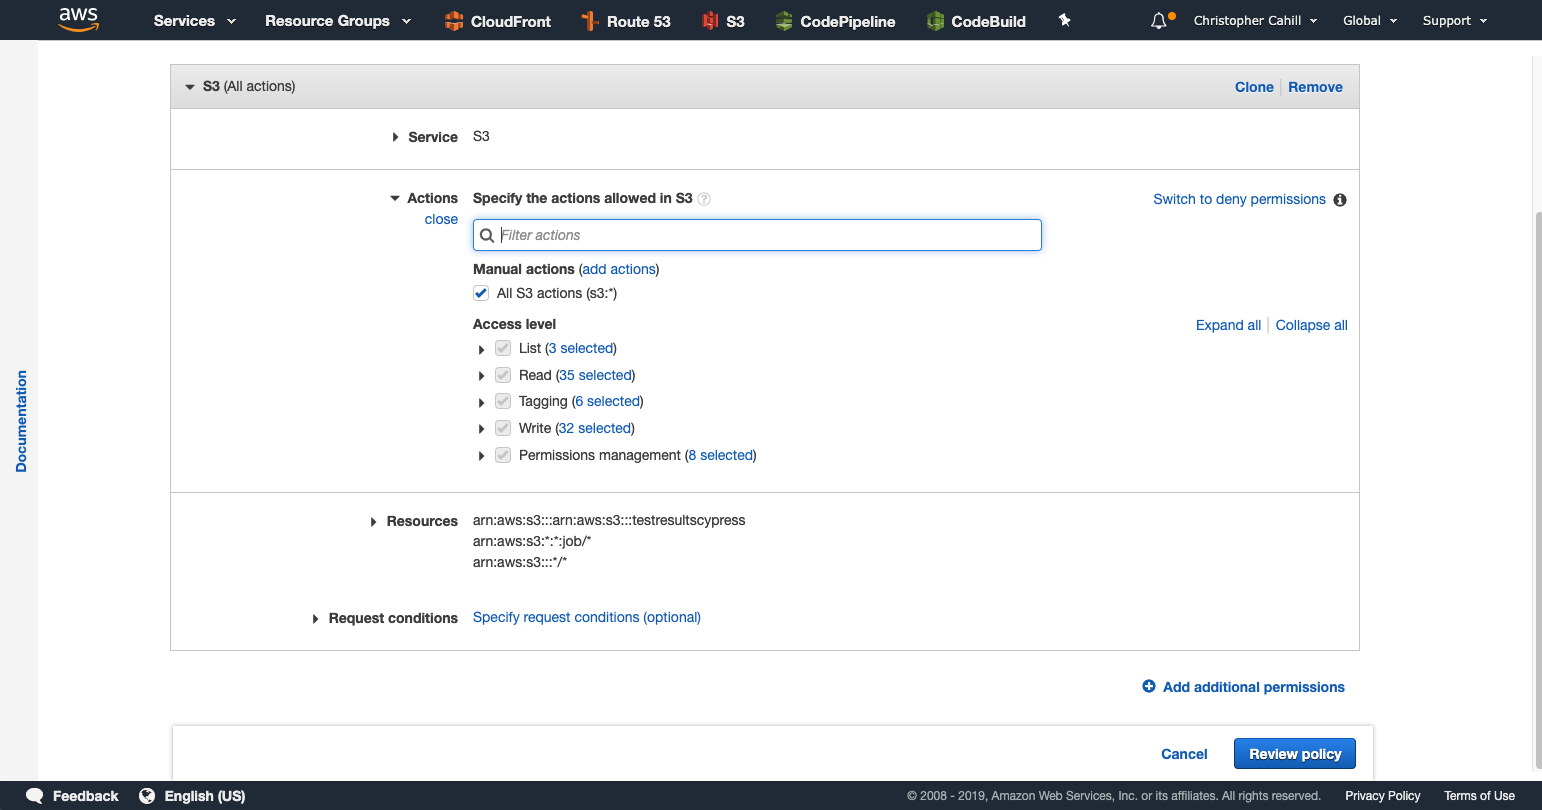 aws Services Resource Groups CloudFront Route 53 S3 CodePipeline CodeBuild Christopher Cahill Global Support
S3 (All actions) Clone Remove
Service S3
Actions Specify the actions allowed in S3 ? Switch to deny permissions i
close
Filter actions
Manual actions (add actions)
All S3 actions (s3:*)
Access level Expand all Collapse all
List (3 selected)
Read (35 selected)
Tagging (6 selected)
Write (32 selected)
Permissions management (8 selected)
Documentation
Resources arn:aws:s3:::arn:aws:s3:::testresultscypress
arn:aws:s3:*:*:job/*
arn:aws:s3:::*/*
Request conditions Specify request conditions (optional)
Add additional permissions
Cancel Review policy
Feedback English (US) © 2008 - 2019, Amazon Web Services, Inc. or its affiliates. All rights reserved. Privacy Policy Terms of Use